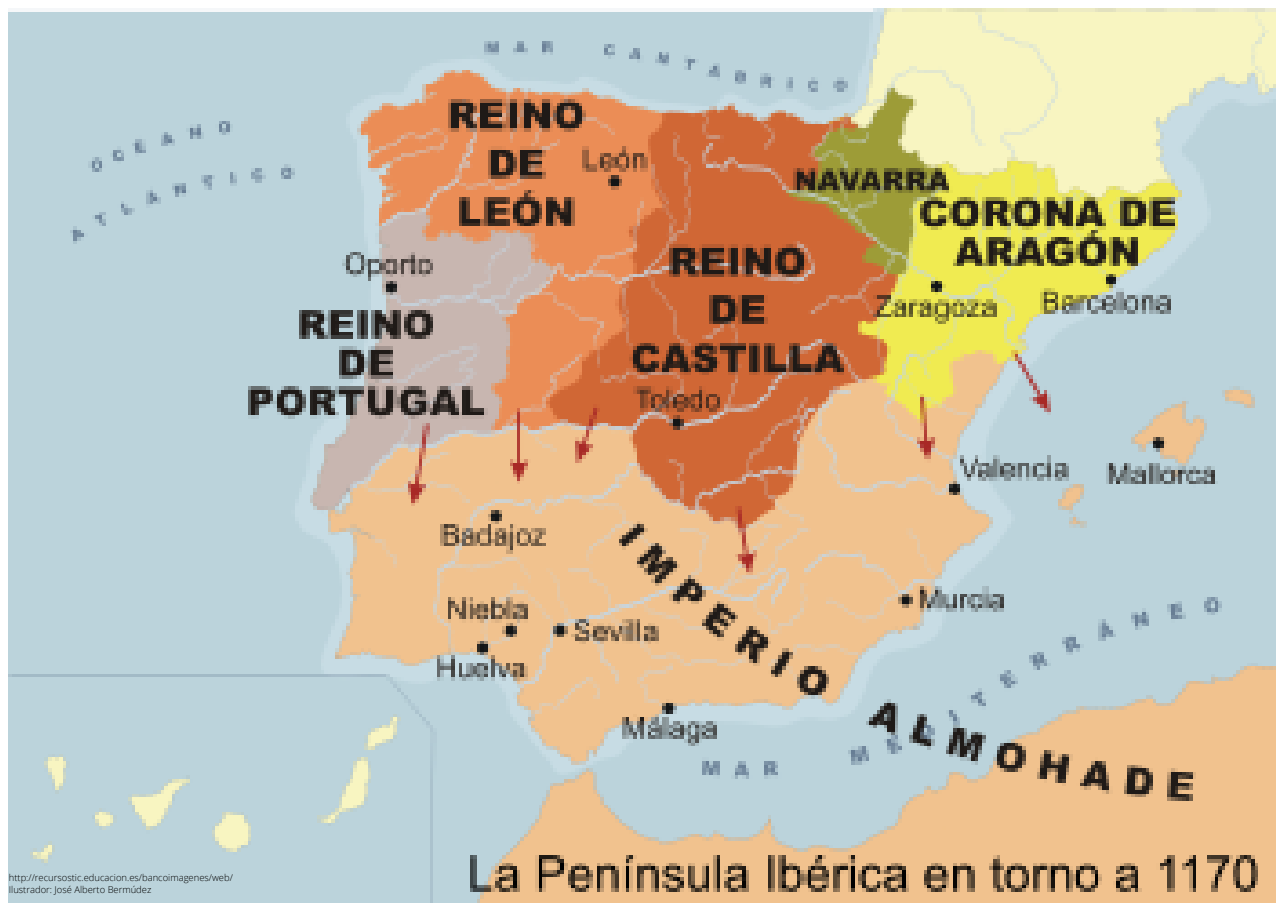 MAR CANTÁBRICO
OCÉANO
ATLÁNTICO
REINO
DE
LEÓN
León
NAVARRA
CORONA DE
ARAGÓN
Oporto
REINO
DE
PORTUGAL
REINO
DE
CASTILLA
Toledo
Zaragoza
Barcelona
Valencia
Mallorca
Badajoz
IMPERIO ALMOHADE
Niebla
Sevilla
Huelva
Murcia
Málaga
MAR MEDITERRÁNEO
http://recursostic.educacion.es/bancoimagenes/web/
Ilustrador: José Alberto Bermúdez
La Península Ibérica en torno a 1170